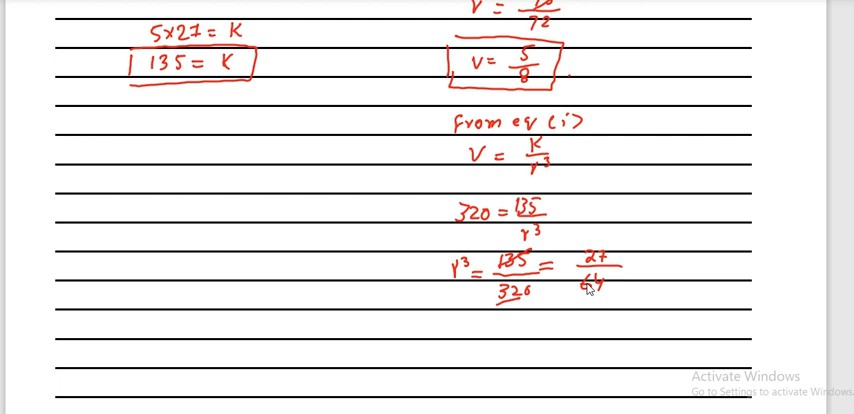 5×27 = K
135 = K
V =
72
V = 5/8
From eq (i)
V = K/r³
320 = 135/r³
r³ = 135/320 = 27/64
Activate Windows
Go to Settings to activate Windows.